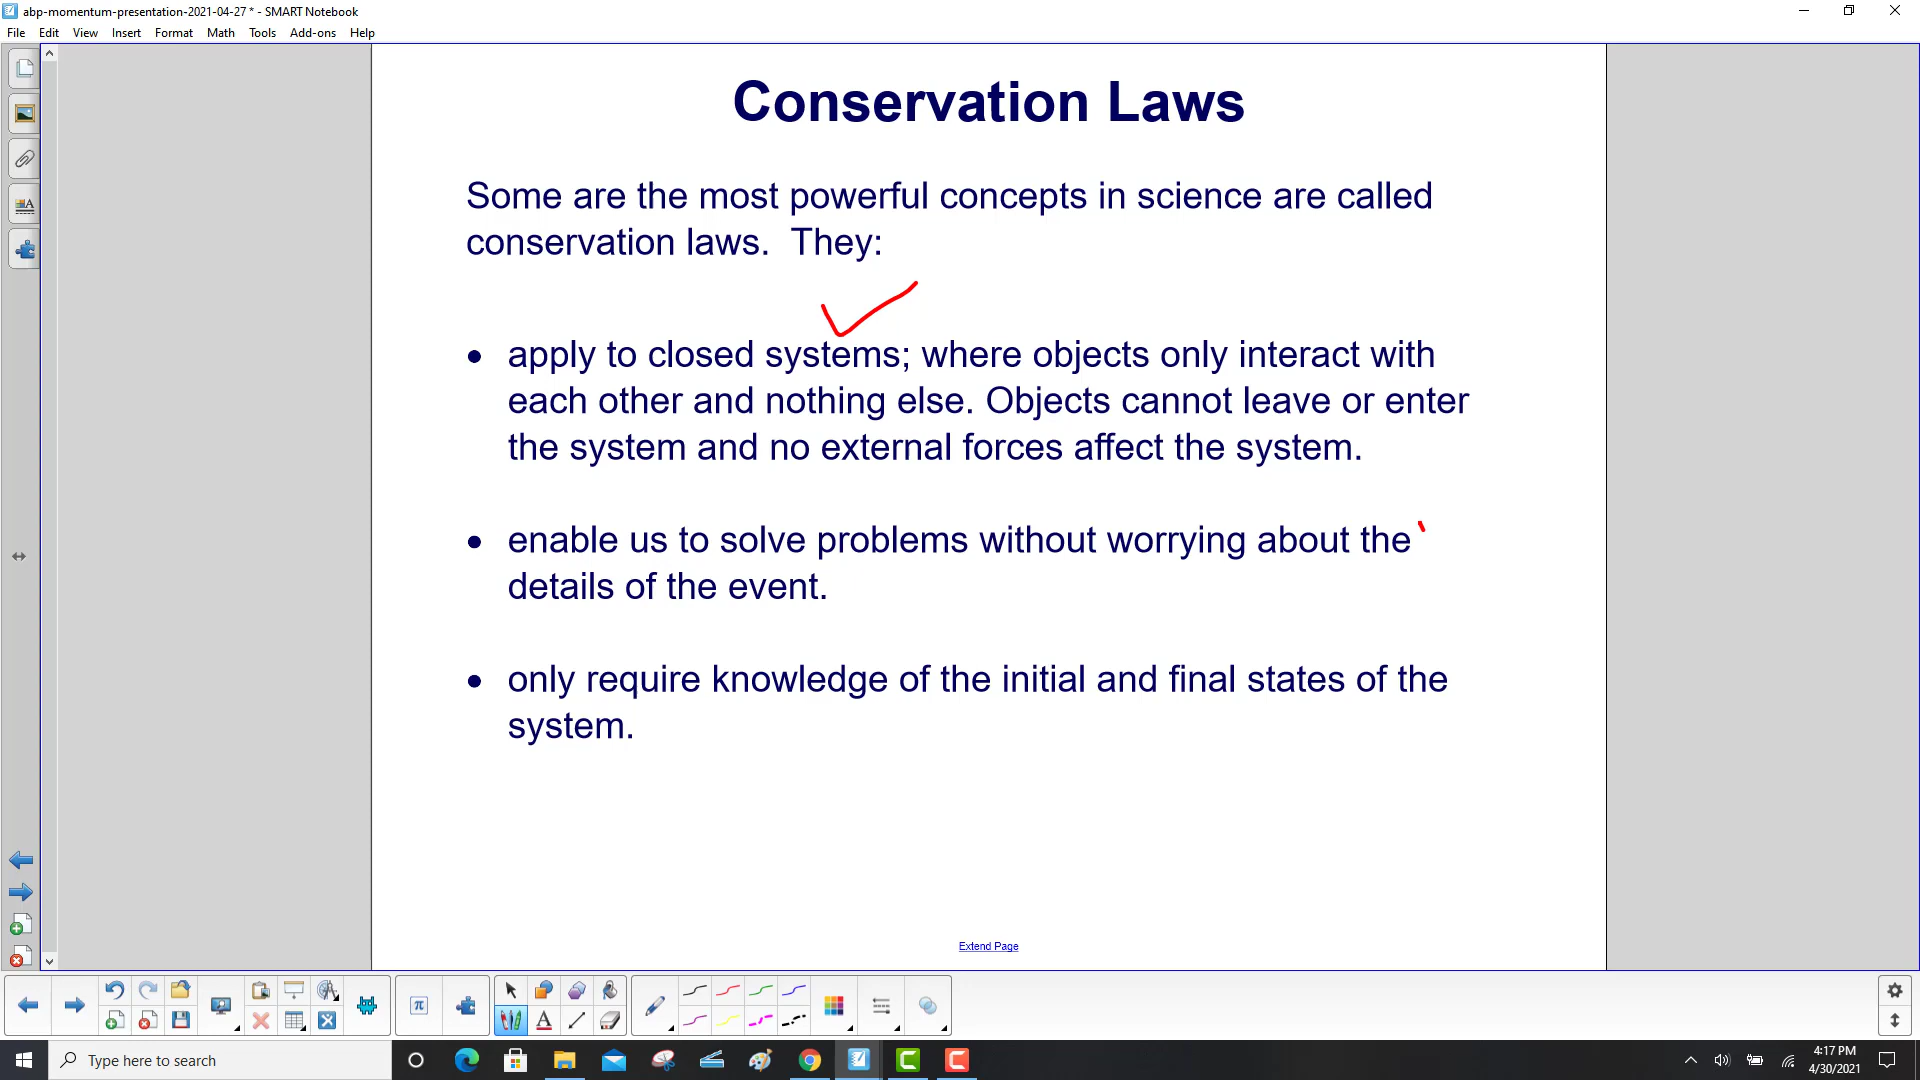 abp-momentum-presentation-2021-04-27 * - SMART Notebook
File Edit View Insert Format Math Tools Add-ons Help
Conservation Laws
Some are the most powerful concepts in science are called
conservation laws.  They:
• apply to closed systems; where objects only interact with
each other and nothing else. Objects cannot leave or enter
the system and no external forces affect the system.
• enable us to solve problems without worrying about the
details of the event.
• only require knowledge of the initial and final states of the
system.
Extend Page
π
A
Type here to search
4:17 PM
4/30/2021